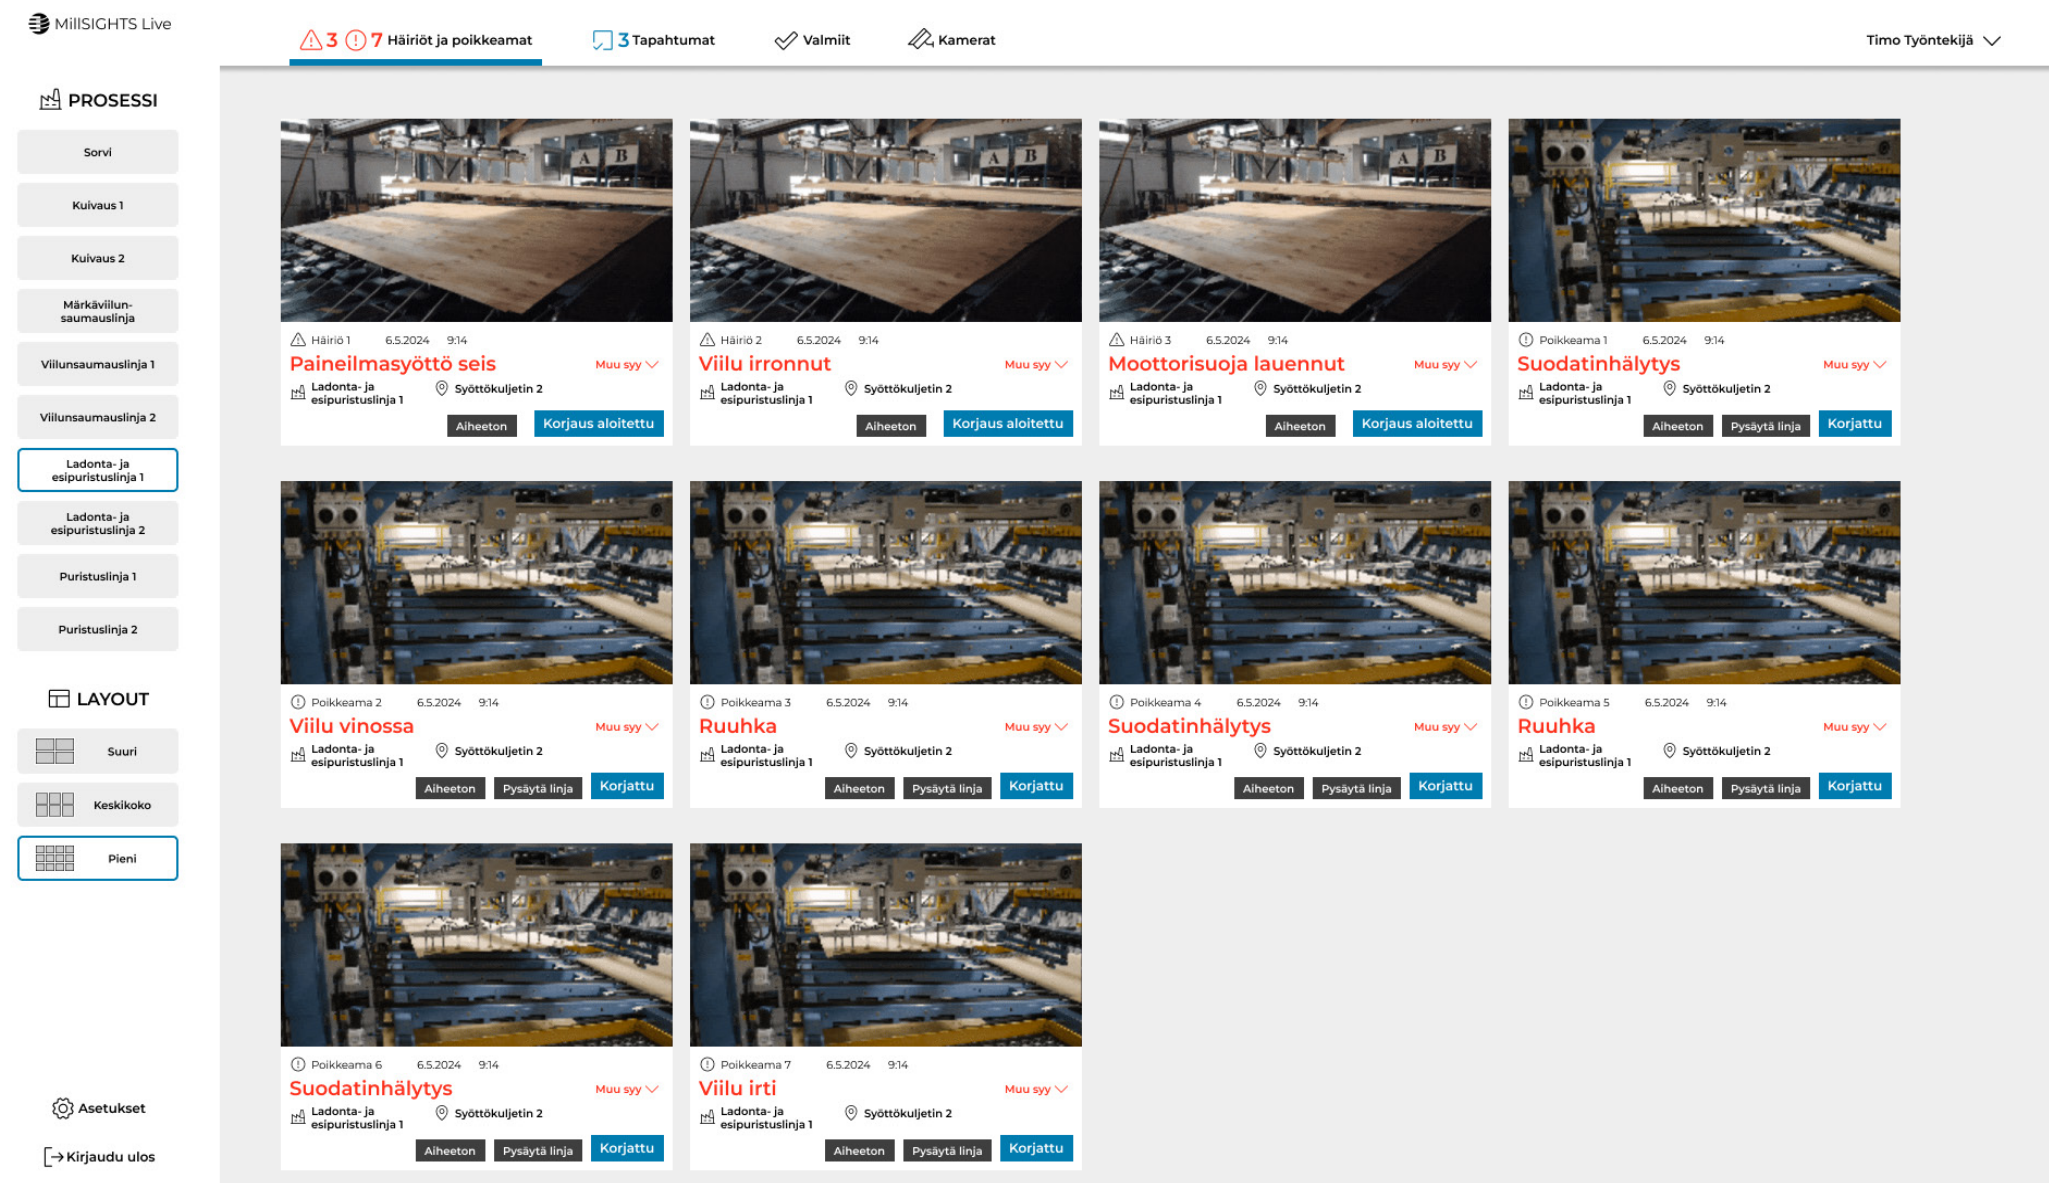 MillSIGHTS Live
3 7 Häiriöt ja poikkeamat
3 Tapahtumat
Valmiit
Kamerat
Timo Työntekijä
PROSESSI
Sorvi
Kuivaus 1
Kuivaus 2
Märkäviilun-
saumauslinja
Viilunsaumauslinja 1
Viilunsaumauslinja 2
Ladonta- ja
esipuristuslinja 1
Ladonta- ja
esipuristuslinja 2
Puristuslinja 1
Puristuslinja 2
LAYOUT
Suuri
Keskikoko
Pieni
Asetukset
Kirjaudu ulos
A B
Häiriö 1 6.5.2024 9:14
Paineilmasyöttö seis Muu syy
Ladonta- ja
esipuristuslinja 1
Syöttökuljetin 2
Aiheeton Korjaus aloitettu
A B
Häiriö 2 6.5.2024 9:14
Viilu irronnut Muu syy
Ladonta- ja
esipuristuslinja 1
Syöttökuljetin 2
Aiheeton Korjaus aloitettu
A B
Häiriö 3 6.5.2024 9:14
Moottorisuoja lauennut Muu syy
Ladonta- ja
esipuristuslinja 1
Syöttökuljetin 2
Aiheeton Korjaus aloitettu
Poikkeama 1 6.5.2024 9:14
Suodatinhälytys Muu syy
Ladonta- ja
esipuristuslinja 1
Syöttökuljetin 2
Aiheeton Pysäytä linja Korjattu
Poikkeama 2 6.5.2024 9:14
Viilu vinossa Muu syy
Ladonta- ja
esipuristuslinja 1
Syöttökuljetin 2
Aiheeton Pysäytä linja Korjattu
Poikkeama 3 6.5.2024 9:14
Ruuhka Muu syy
Ladonta- ja
esipuristuslinja 1
Syöttökuljetin 2
Aiheeton Pysäytä linja Korjattu
Poikkeama 4 6.5.2024 9:14
Suodatinhälytys Muu syy
Ladonta- ja
esipuristuslinja 1
Syöttökuljetin 2
Aiheeton Pysäytä linja Korjattu
Poikkeama 5 6.5.2024 9:14
Ruuhka Muu syy
Ladonta- ja
esipuristuslinja 1
Syöttökuljetin 2
Aiheeton Pysäytä linja Korjattu
Poikkeama 6 6.5.2024 9:14
Suodatinhälytys Muu syy
Ladonta- ja
esipuristuslinja 1
Syöttökuljetin 2
Aiheeton Pysäytä linja Korjattu
Poikkeama 7 6.5.2024 9:14
Viilu irti Muu syy
Ladonta- ja
esipuristuslinja 1
Syöttökuljetin 2
Aiheeton Pysäytä linja Korjattu